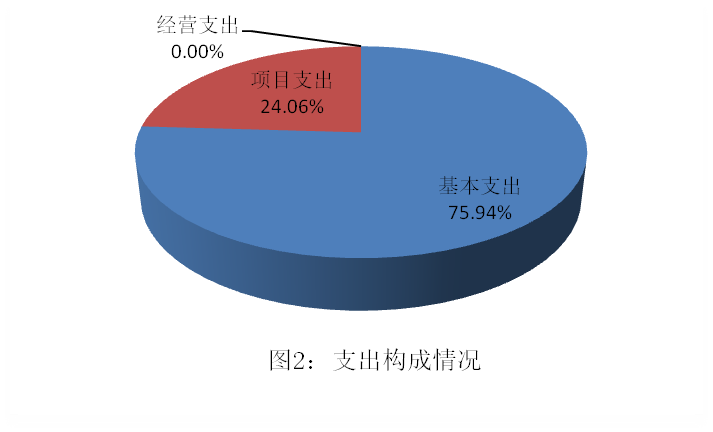 经营支出
0.00%
项目支出
24.06%
基本支出
75.94%
图2：支出构成情况